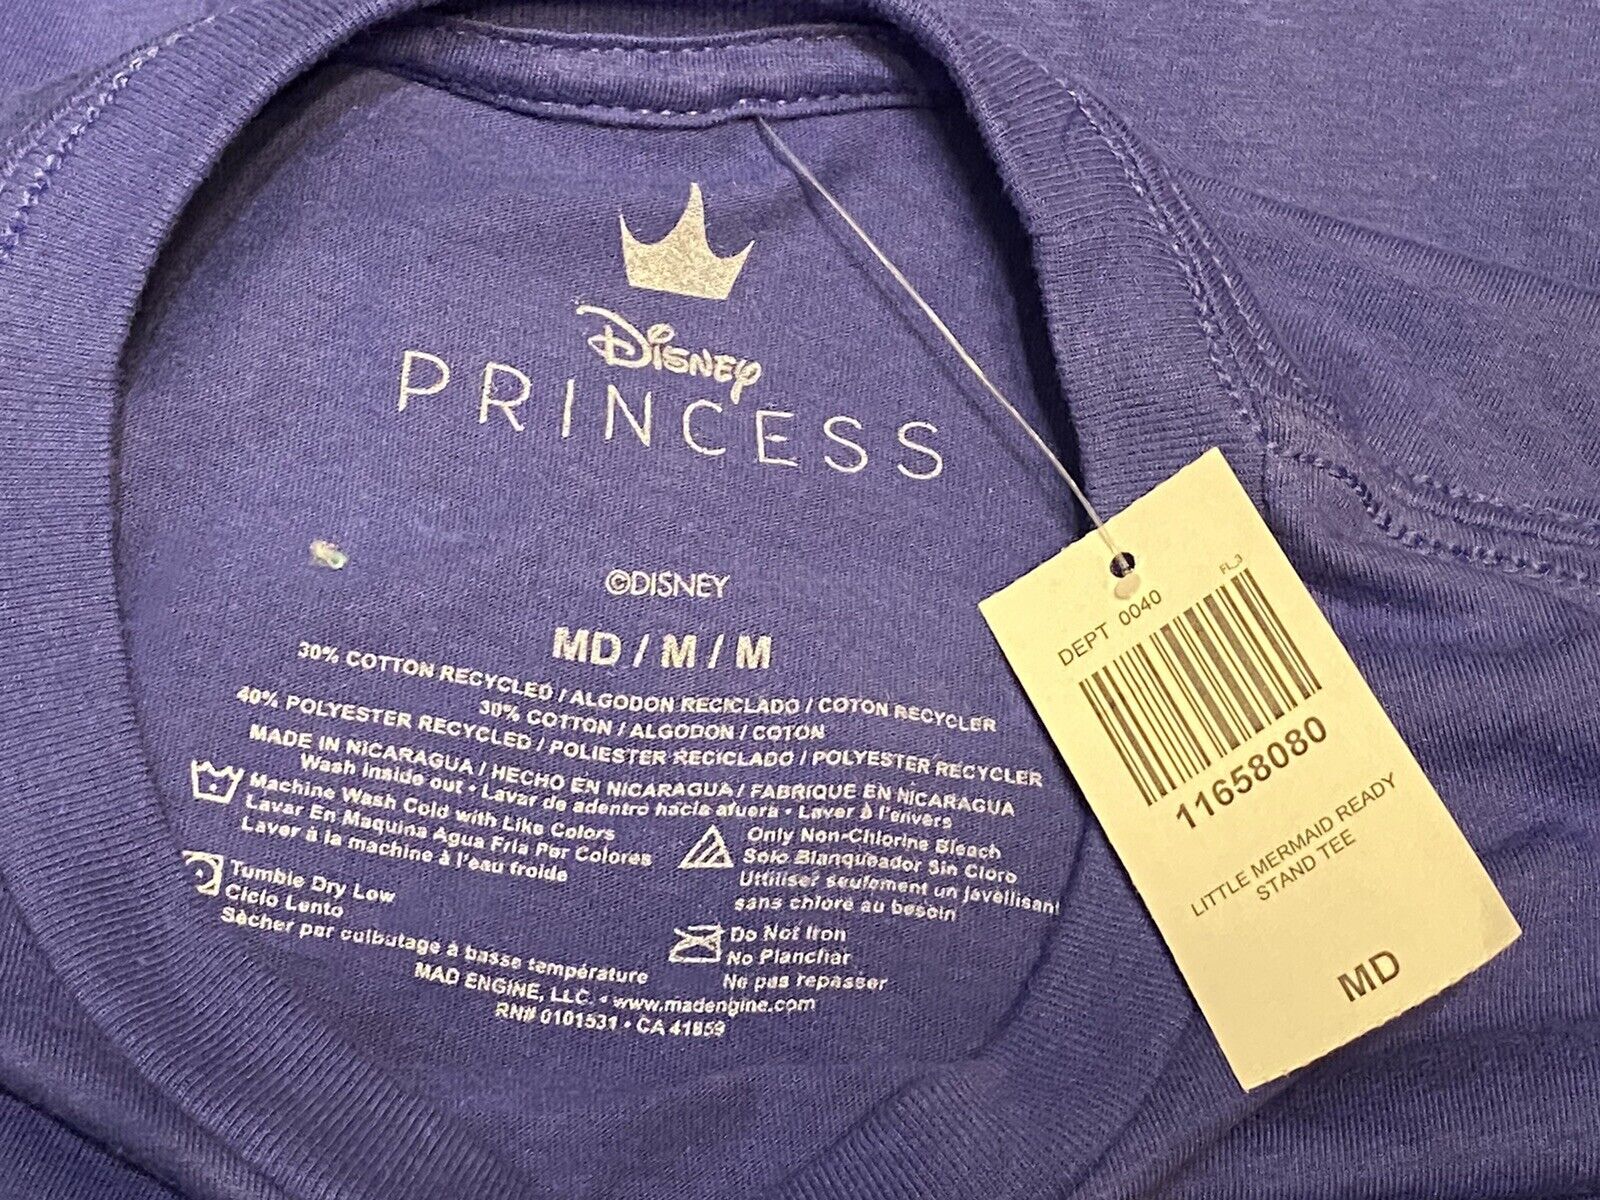 Disney
PRINCESS
©DISNEY
MD / M / M
30% COTTON RECYCLED / ALGODON RECICLADO / COTON RECYCLER
30% COTTON / ALGODON / COTON
40% POLYESTER RECYCLED / POLIESTER RECICLADO / POLYESTER RECYCLER
MADE IN NICARAGUA / HECHO EN NICARAGUA / FABRIQUE EN NICARAGUA
Wash inside out • Lavar de adentro hacia afuera • Laver à l'envers
Machine Wash Cold with Like Colors
Lavar En Maquina Agua Fria Por Colores
Laver à la machine à l'eau froide
Only Non-Chlorine Bleach
Solo Blanqueador Sin Cloro
Uttiliser seulement un javellisant
sans chlore au besoin
Tumble Dry Low
Ciclo Lento
Sècher par culbutage à basse température
Do Not Iron
No Planchar
Ne pas repasser
MAD ENGINE, LLC. • www.madengine.com
RN# 0101531 • CA 41859
DEPT 0040
FL_3
11658080
LITTLE MERMAID READY
STAND TEE
MD